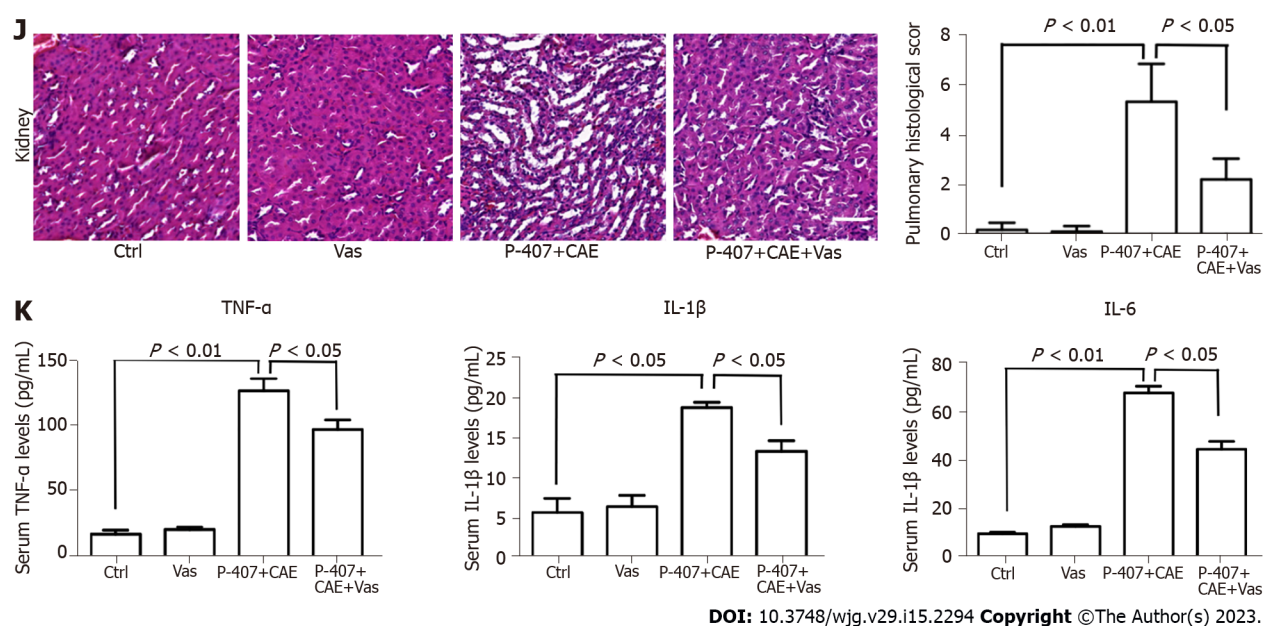 J
Kidney
Ctrl
Vas
P-407+CAE
P-407+CAE+Vas
Pulmonary histological scor
P < 0.01
P < 0.05
8
6
4
2
0
Ctrl
Vas
P-407+CAE
P-407+
CAE+Vas
K
TNF-α
Serum TNF-α levels (pg/mL)
P < 0.01
P < 0.05
150
100
50
0
Ctrl
Vas
P-407+CAE
P-407+
CAE+Vas
IL-1β
Serum IL-1β levels (pg/mL)
P < 0.05
P < 0.05
25
20
15
10
5
0
Ctrl
Vas
P-407+CAE
P-407+
CAE+Vas
IL-6
Serum IL-1β levels (pg/mL)
P < 0.01
P < 0.05
80
60
40
20
0
Ctrl
Vas
P-407+CAE
P-407+
CAE+Vas
DOI: 10.3748/wjg.v29.i15.2294 Copyright ©The Author(s) 2023.